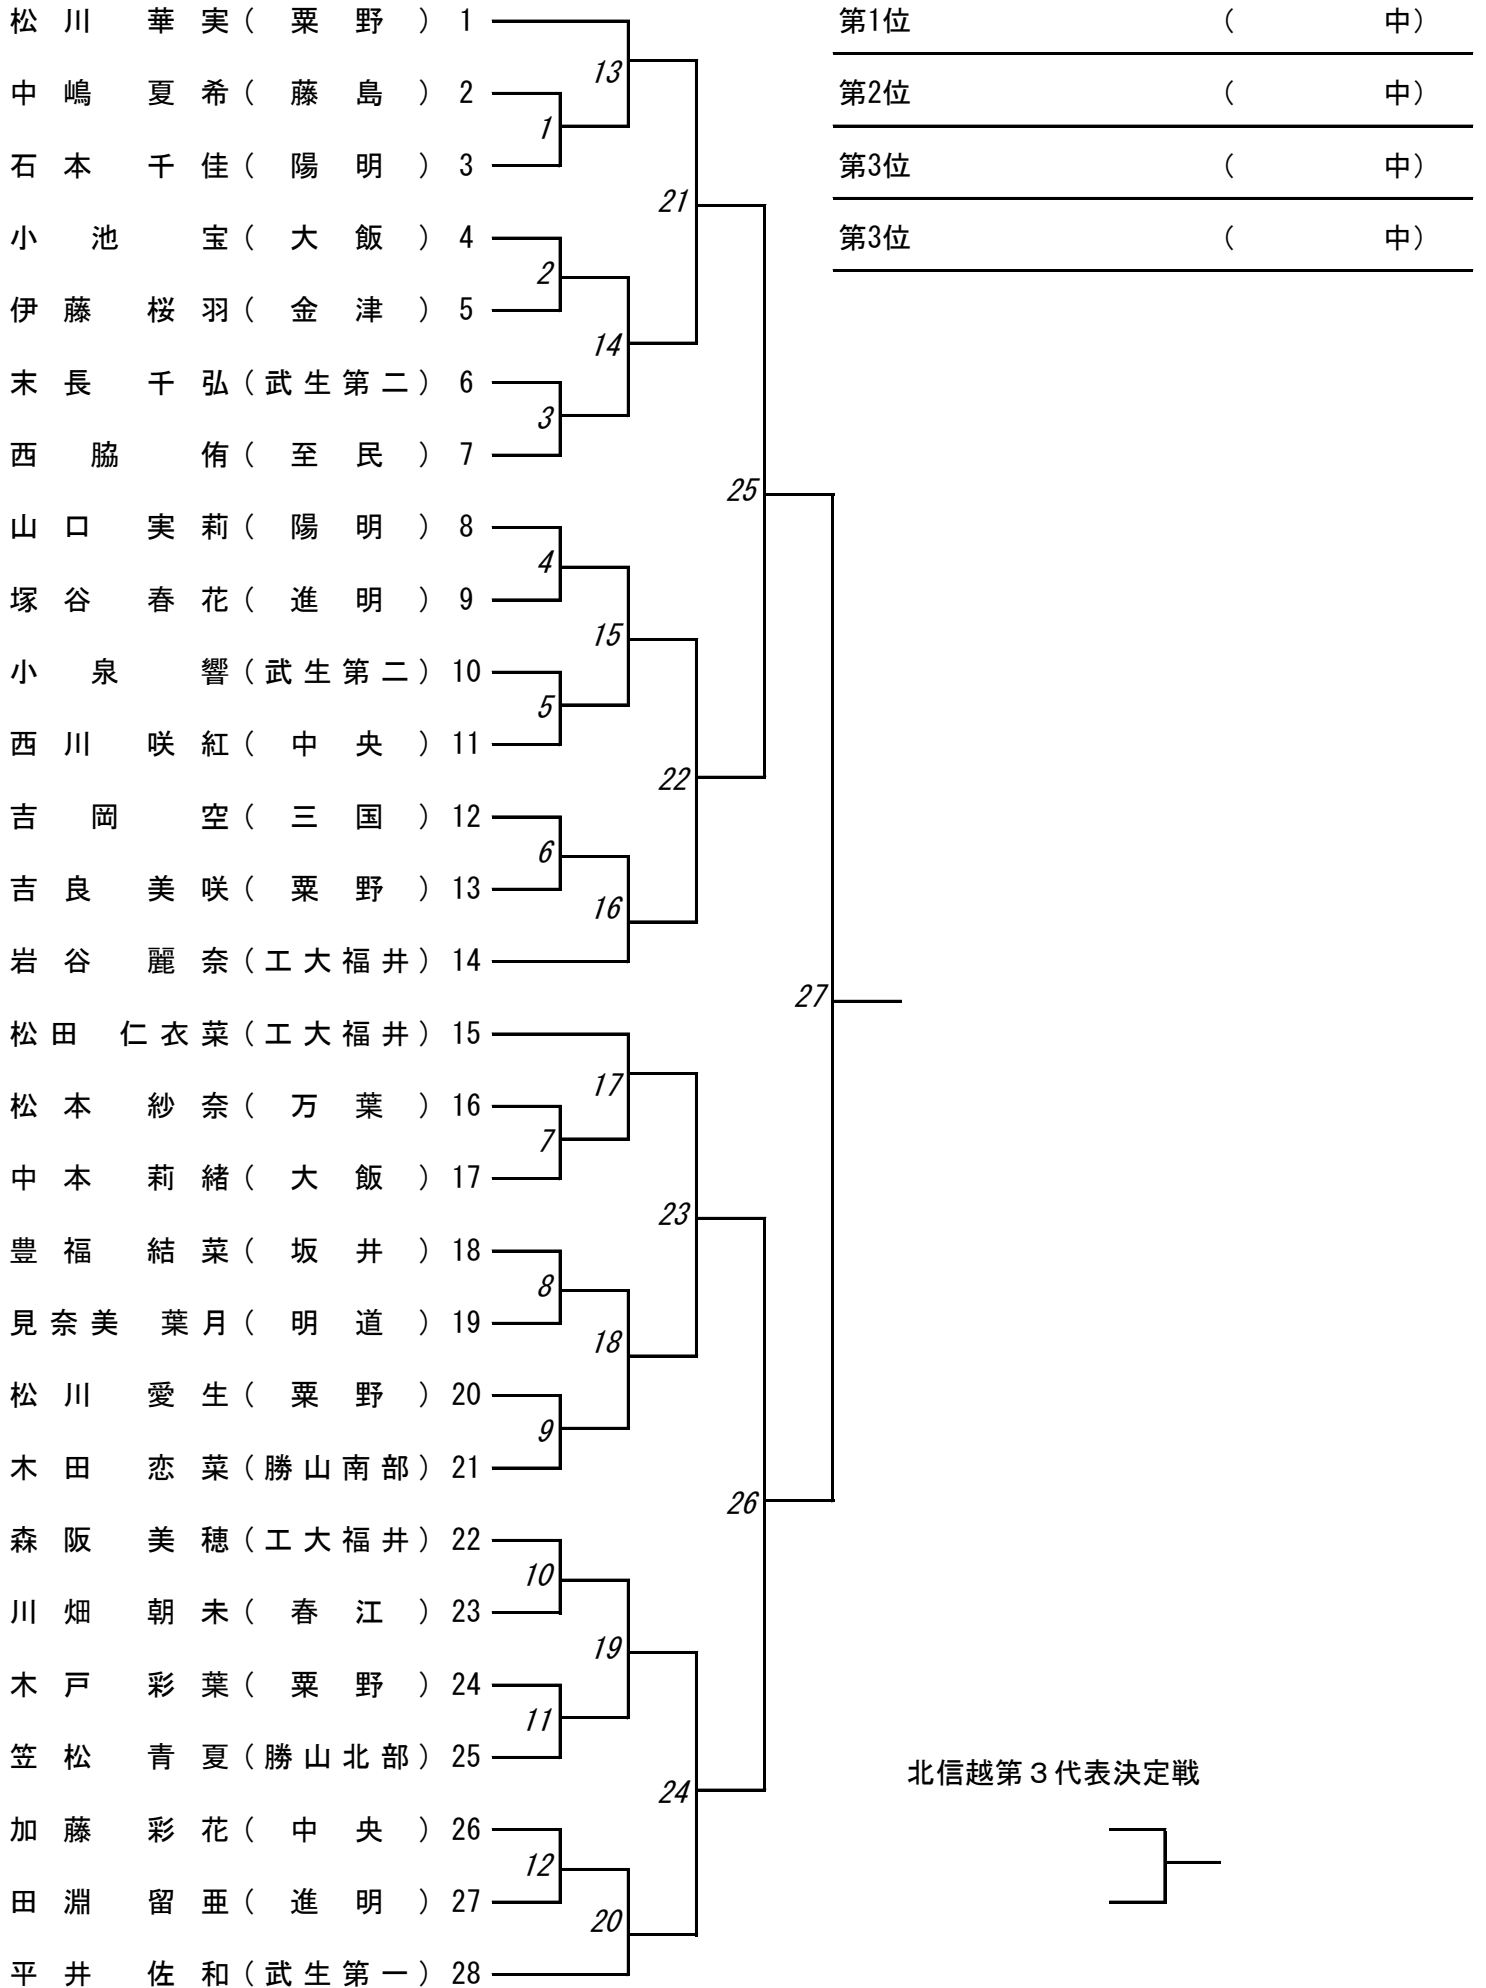 松川 華実（粟野）1
中嶋 夏希（藤島）2
石本 千佳（陽明）3
小池 宝（大飯）4
伊藤 桜羽（金津）5
末長 千弘（武生第二）6
西脇 侑（至民）7
山口 実莉（陽明）8
塚谷 春花（進明）9
小泉 響（武生第二）10
西川 咲紅（中央）11
吉岡 空（三国）12
吉良 美咲（粟野）13
岩谷 麗奈（工大福井）14
松田 仁衣菜（工大福井）15
松本 紗奈（万葉）16
中本 莉緒（大飯）17
豊福 結菜（坂井）18
見奈美 葉月（明道）19
松川 愛生（粟野）20
木田 恋菜（勝山南部）21
森阪 美穂（工大福井）22
川畑 朝未（春江）23
木戸 彩葉（粟野）24
笠松 青夏（勝山北部）25
加藤 彩花（中央）26
田淵 留亜（進明）27
平井 佐和（武生第一）28
1
2
3
4
5
6
7
8
9
10
11
12
13
14
15
16
17
18
19
20
21
22
23
24
25
26
27
第1位（ 中）
第2位（ 中）
第3位（ 中）
第3位（ 中）
北信越第３代表決定戦